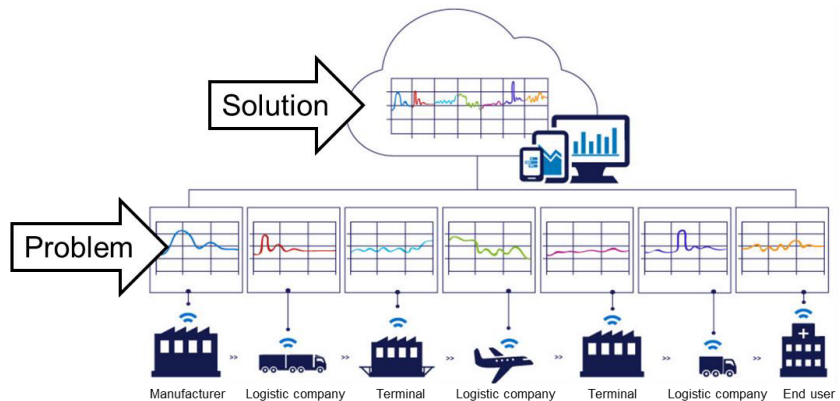 Solution
Problem
Manufacturer
Logistic company
Terminal
Logistic company
Terminal
Logistic company
End user